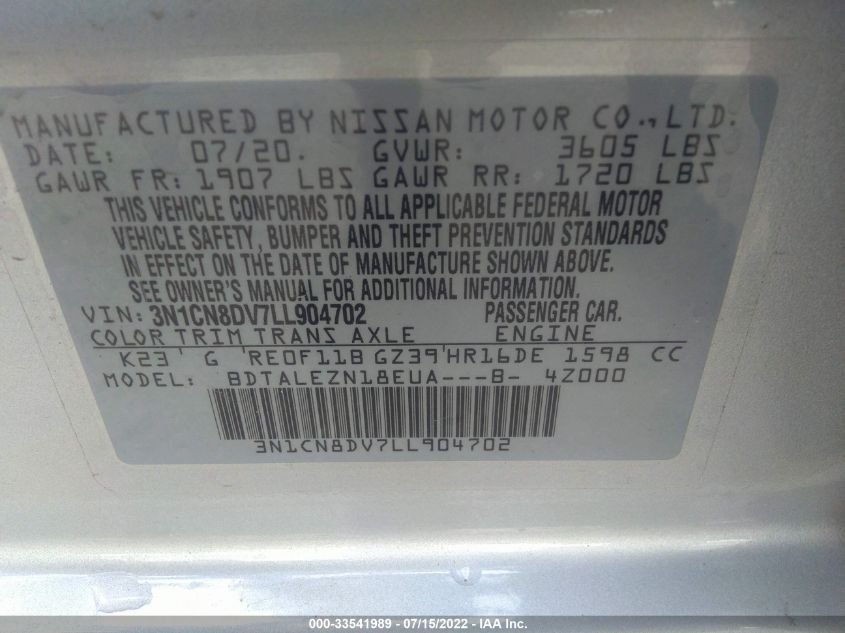 MANUFACTURED BY NISSAN MOTOR CO., LTD.
DATE: 07/20. GVWR: 3605 LBS
GAWR FR: 1907 LBS GAWR RR: 1720 LBS
THIS VEHICLE CONFORMS TO ALL APPLICABLE FEDERAL MOTOR
VEHICLE SAFETY, BUMPER AND THEFT PREVENTION STANDARDS
IN EFFECT ON THE DATE OF MANUFACTURE SHOWN ABOVE.
SEE OWNER'S MANUAL FOR ADDITIONAL INFORMATION.
VIN: 3N1CN8DV7LL904702 PASSENGER CAR.
COLOR TRIM TRANS AXLE ENGINE
K23 G RE0F11B GZ39 HR16DE 1598 CC
MODEL: BDTALEZN18EUA---B- 4Z000
3N1CN8DV7LL904702
000-33541989 - 07/15/2022 - IAA Inc.